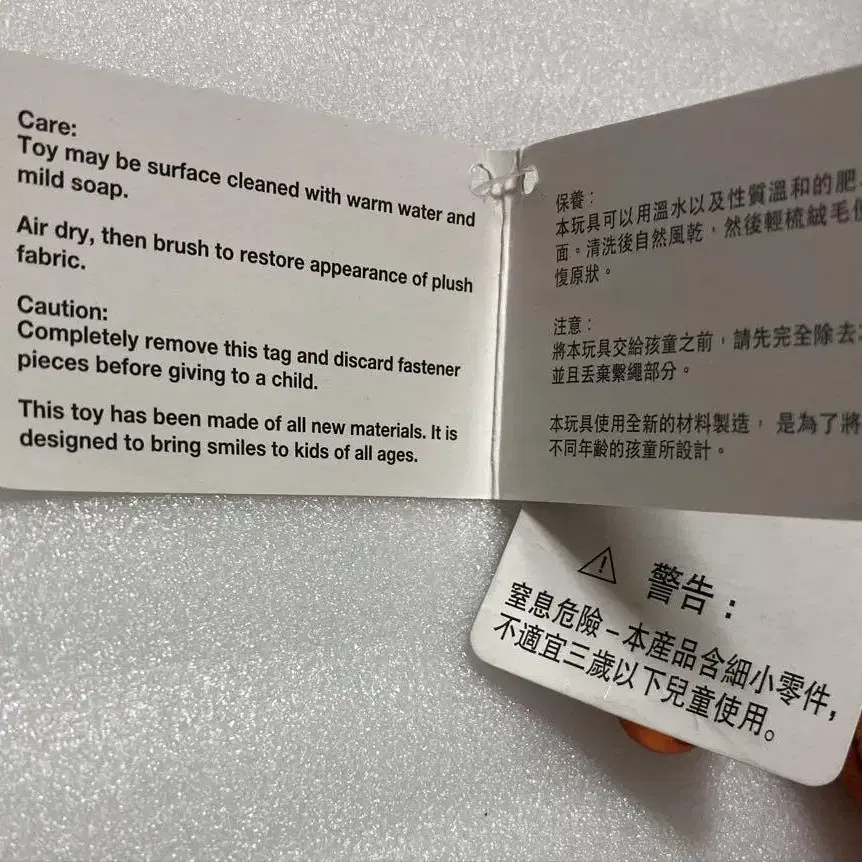 Care:
Toy may be surface cleaned with warm water and
mild soap.
Air dry, then brush to restore appearance of plush
fabric.
Caution:
Completely remove this tag and discard fastener
pieces before giving to a child.
This toy has been made of all new materials. It is
designed to bring smiles to kids of all ages.
保養：
本玩具可以用溫水以及性質溫和的肥
面。清洗後自然風乾，然後輕梳絨毛
復原狀。
注意：
將本玩具交給孩童之前，請先完全除去
並且丟棄繫繩部分。
本玩具使用全新的材料製造， 是為了將
不同年齡的孩童所設計。
⚠ 警告：
窒息危險－本產品含細小零件，
不適宜三歲以下兒童使用。